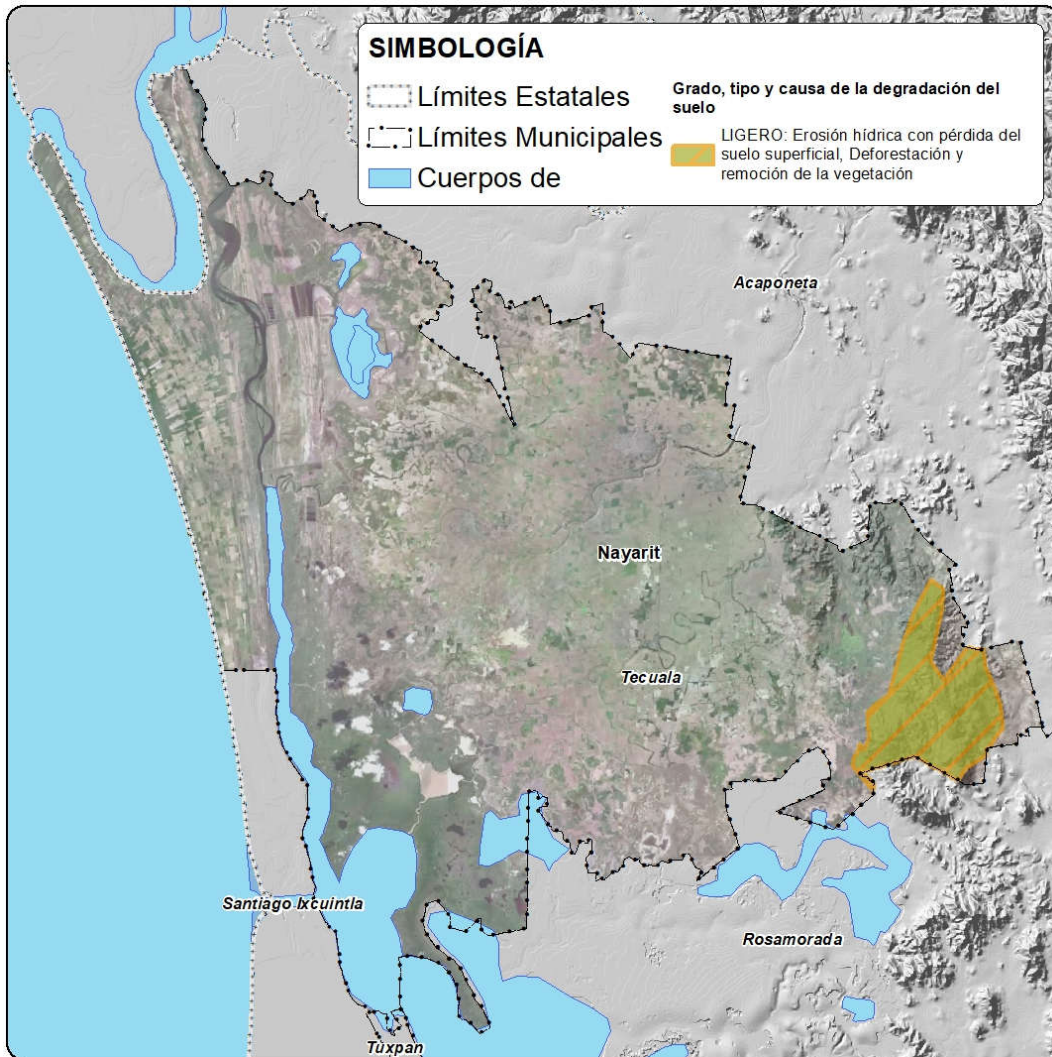 SIMBOLOGÍA
Límites Estatales
Límites Municipales
Cuerpos de
Grado, tipo y causa de la degradación del
suelo
LIGERO: Erosión hídrica con pérdida del
suelo superficial, Deforestación y
remoción de la vegetación
Acaponeta
Nayarit
Tecuala
Santiago Ixcuintla
Rosamorada
Túxpan